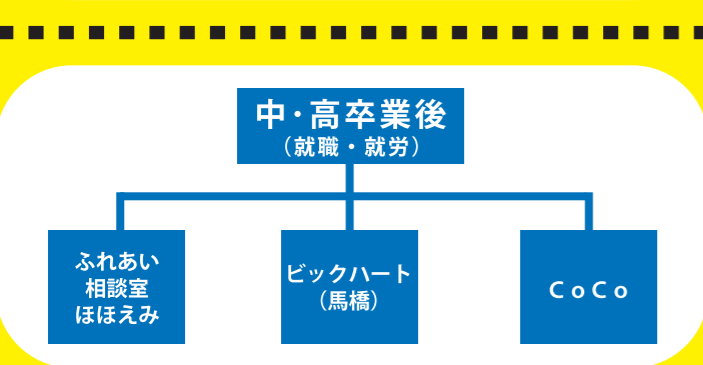 中・高卒業後
（就職・就労）
ふれあい
相談室
ほほえみ
ビックハート
（馬橋）
ＣｏＣｏ